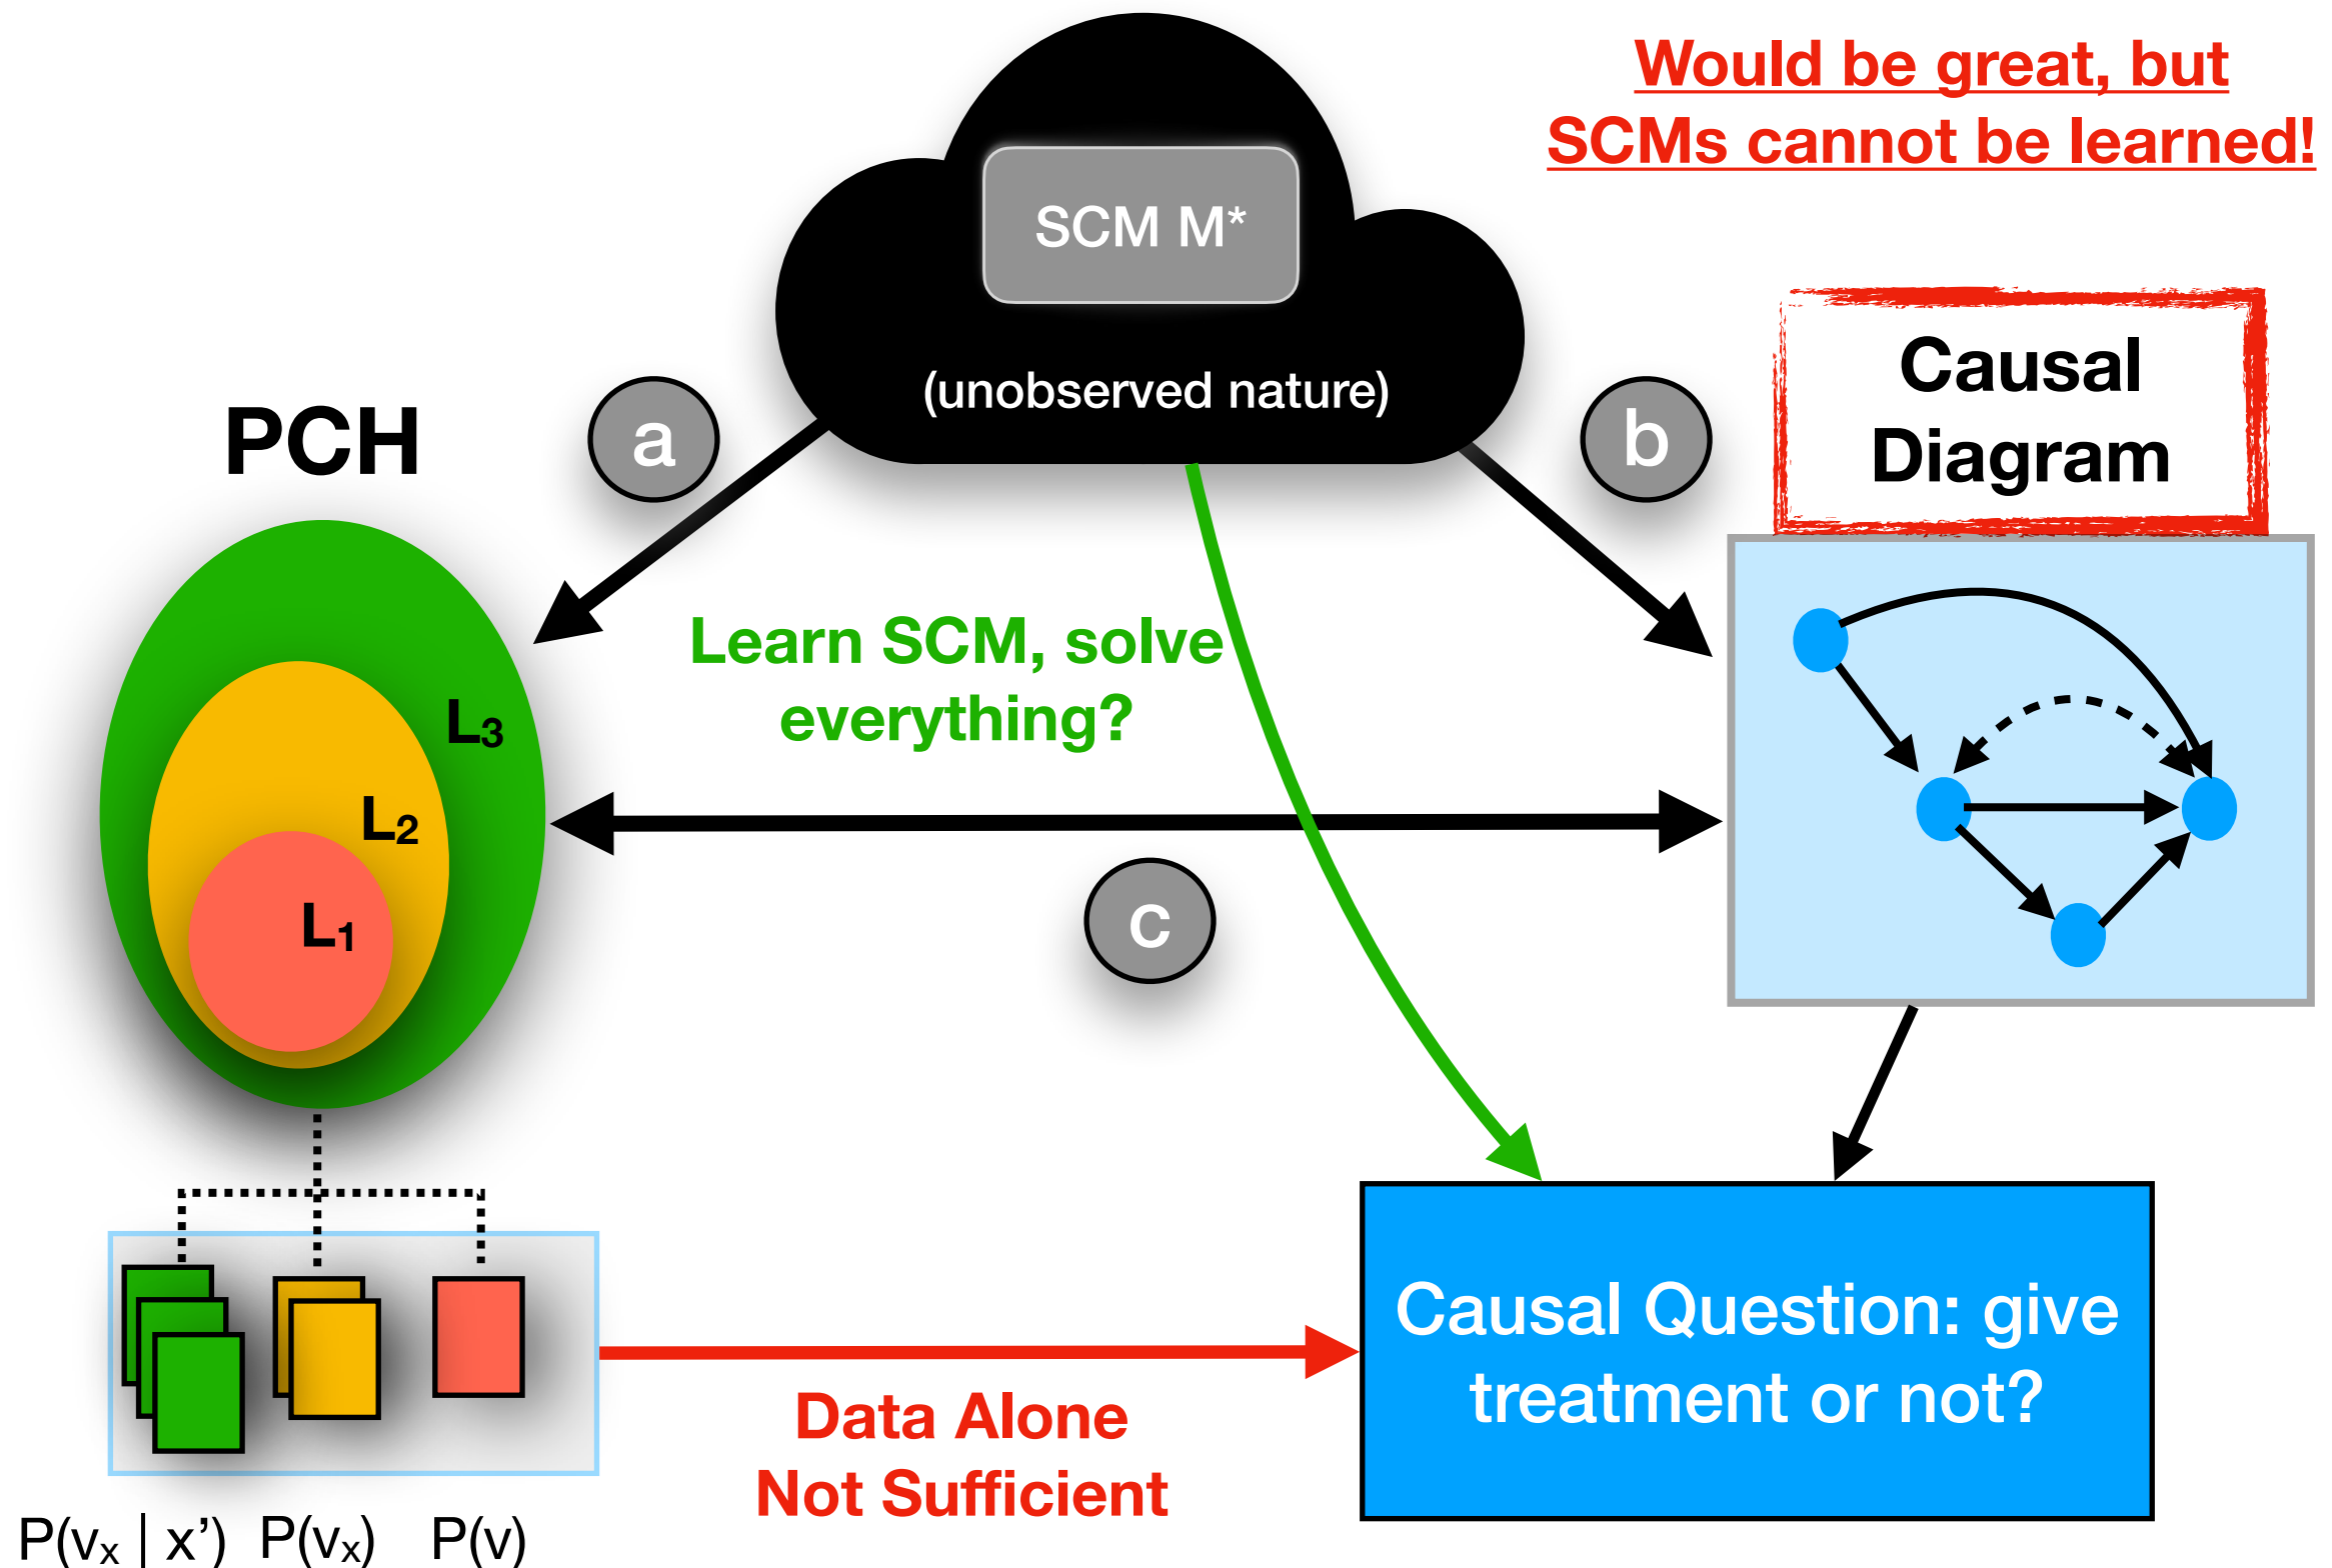 Would be great, but
SCMs cannot be learned!
SCM M*
(unobserved nature)
a
b
Causal
Diagram
PCH
Learn SCM, solve
everything?
L₃
L₂
L₁
c
Causal Question: give
treatment or not?
Data Alone
Not Sufficient
P(vₓ | x’) P(vₓ) P(v)